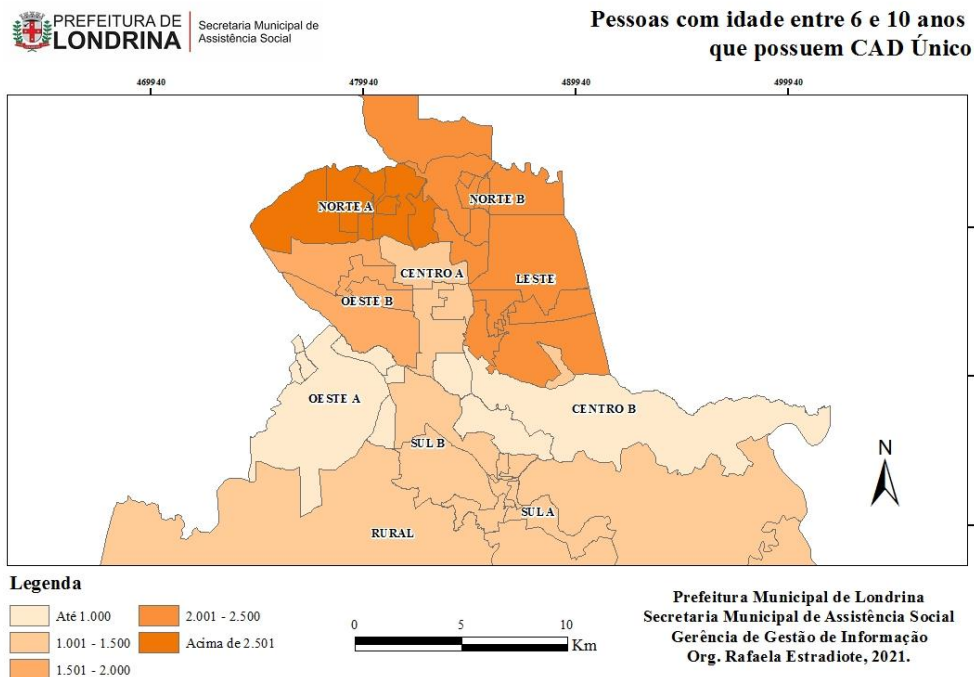 PREFEITURA DE
LONDRINA
Secretaria Municipal de
Assistência Social
Pessoas com idade entre 6 e 10 anos
que possuem CAD Único
469940
479940
489940
499940
NORTE A
NORTE B
CENTRO A
LESTE
OESTE B
OESTE A
CENTRO B
SUL B
N
SUL A
RURAL
Legenda
Até 1.000
2.001 - 2.500
1.001 - 1.500
Acima de 2.501
1.501 - 2.000
0 5 10
Km
Prefeitura Municipal de Londrina
Secretaria Municipal de Assistência Social
Gerência de Gestão de Informação
Org. Rafaela Estradiote, 2021.